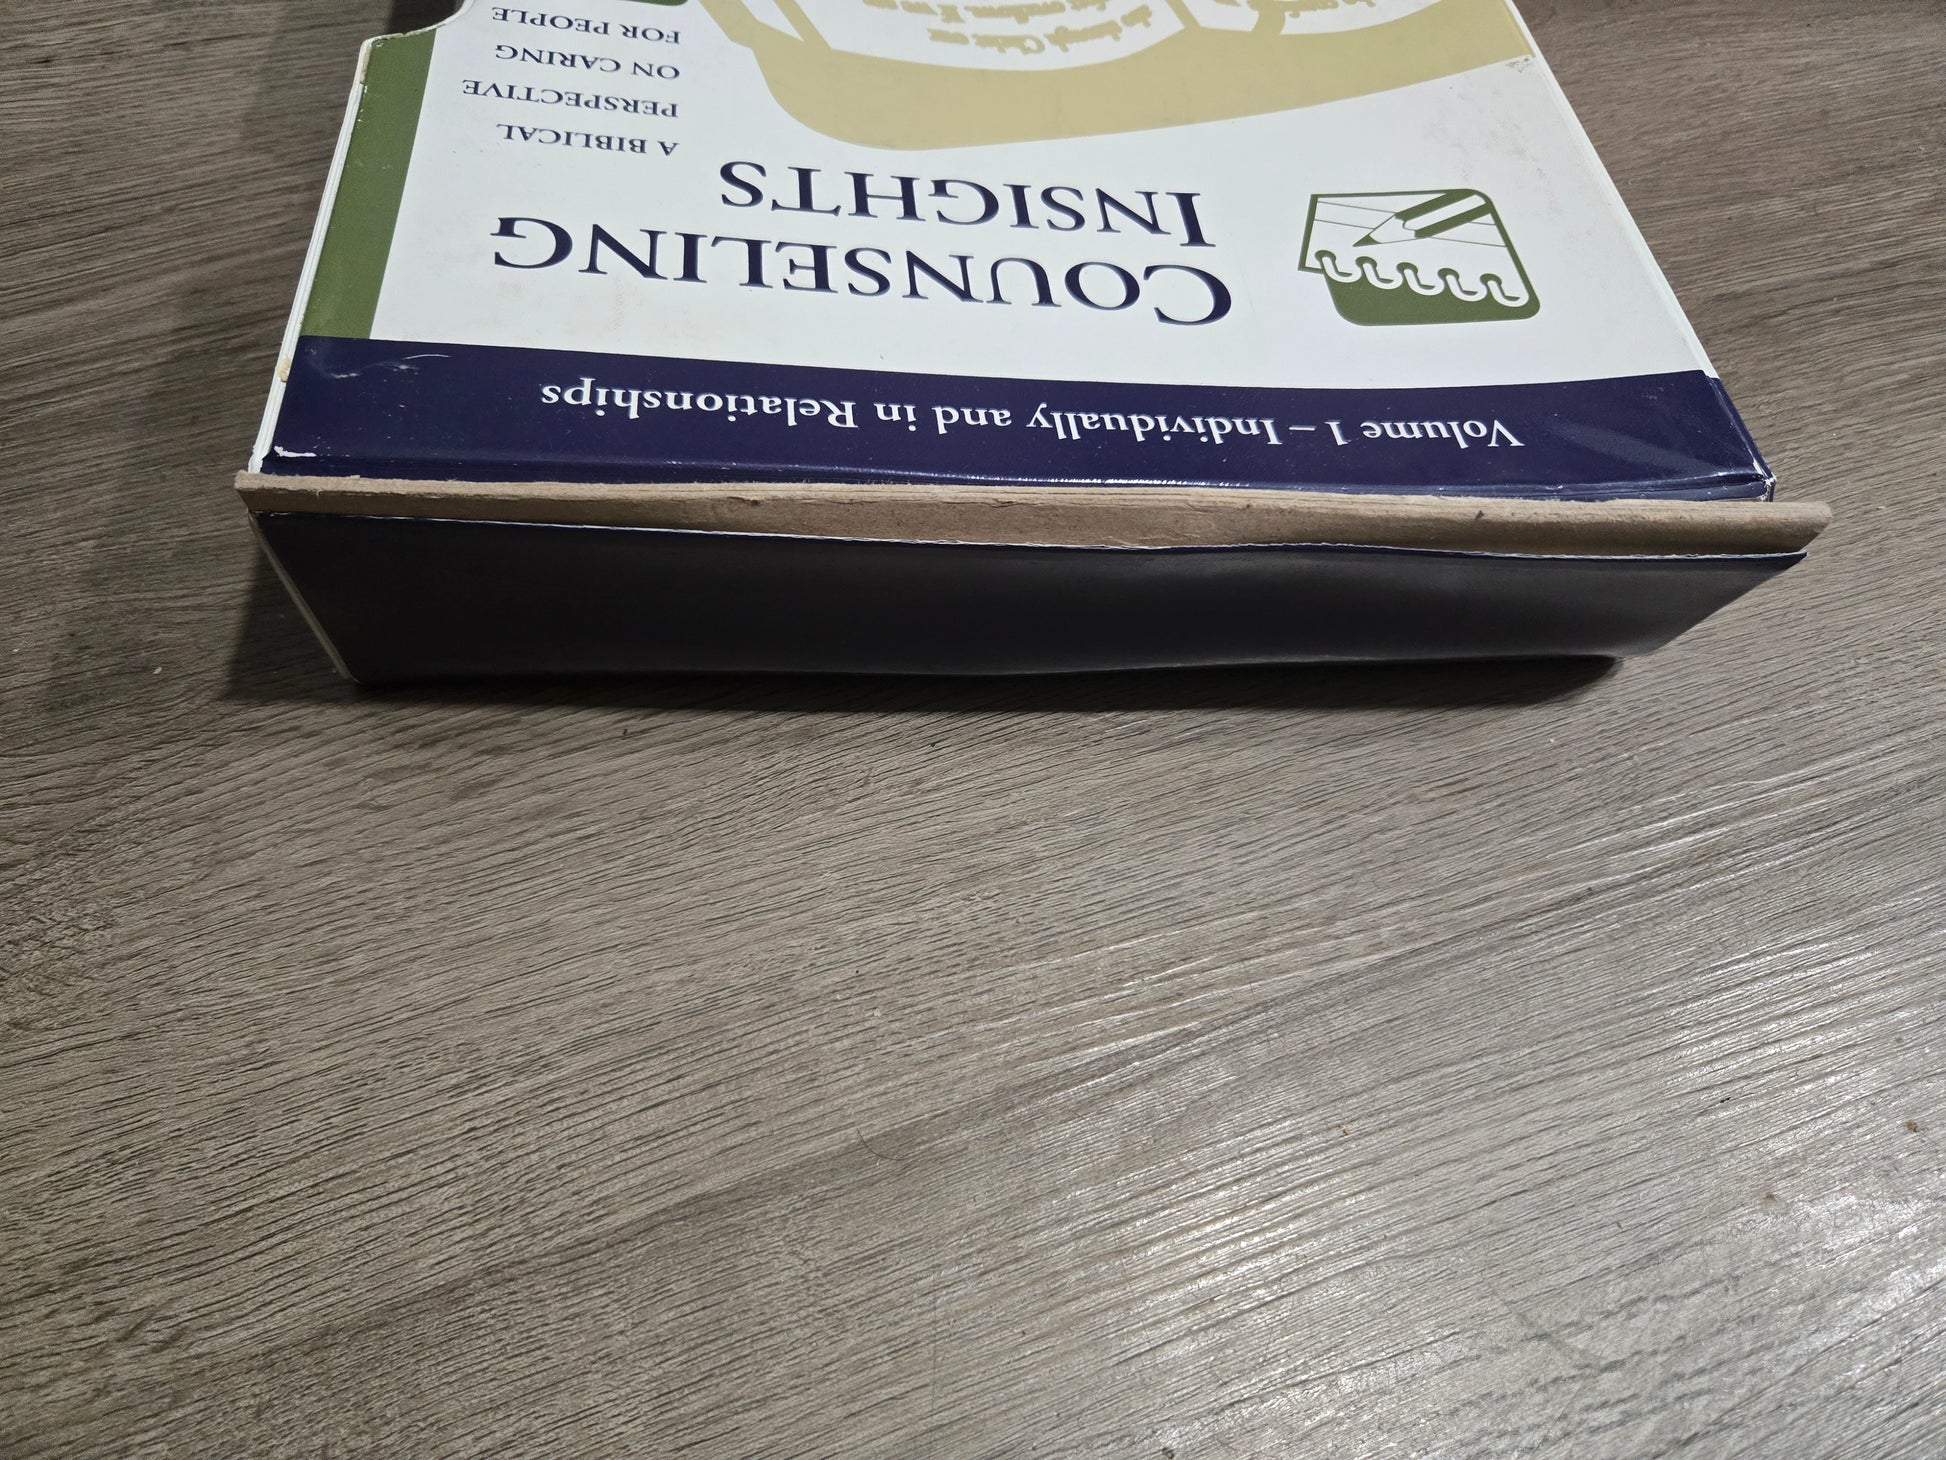 Volume 1 – Individually and in Relationships
COUNSELING
INSIGHTS
A BIBLICAL
PERSPECTIVE
ON CARING
FOR PEOPLE